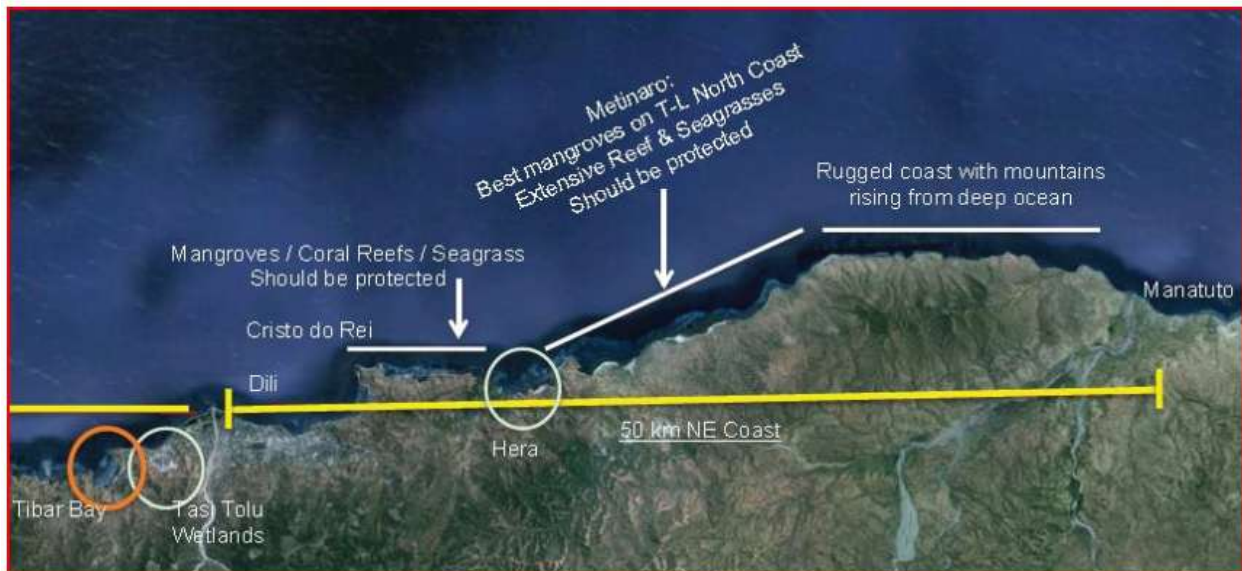 Metinaro:
Best mangroves on T-L North Coast
Extensive Reef & Seagrasses
Should be protected
Rugged coast with mountains
rising from deep ocean
Mangroves / Coral Reefs / Seagrass
Should be protected
Manatuto
Cristo do Rei
Dili
50 km NE Coast
Hera
Tibar Bay
Tasi Tolu
Wetlands